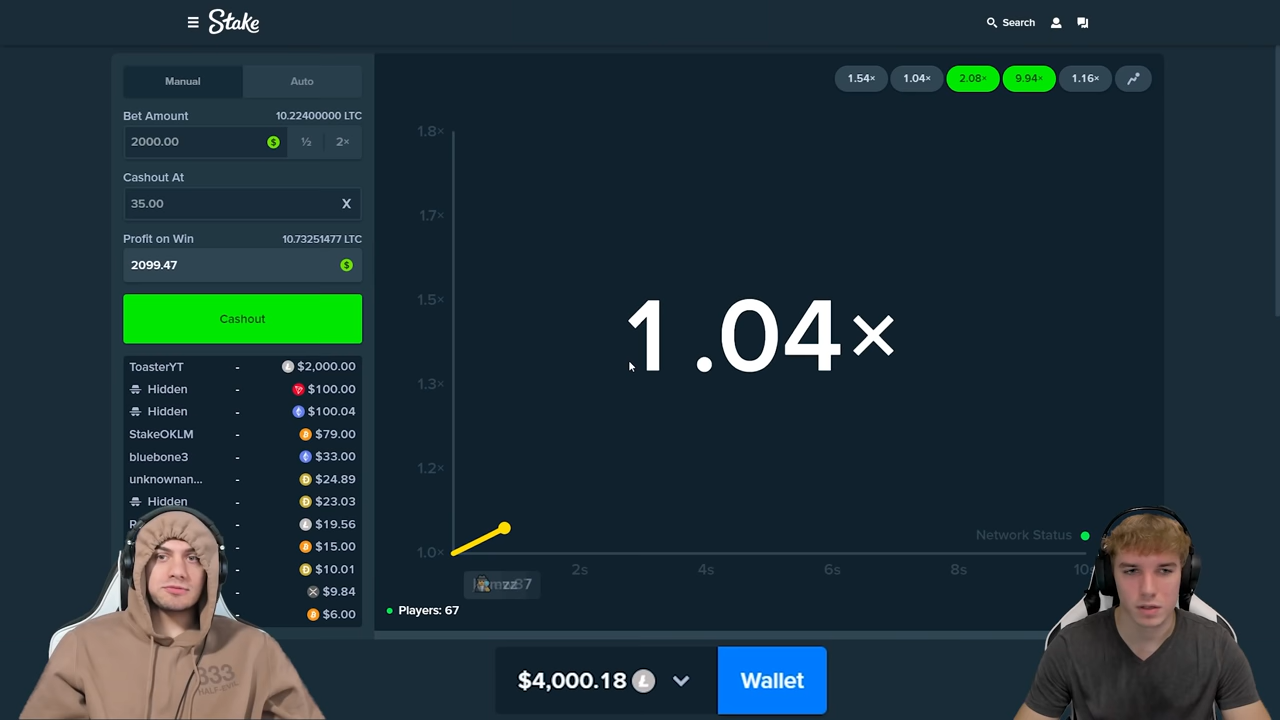 Stake
Search
Manual
Auto
1.54×
1.04×
2.08×
9.94×
1.16×
Bet Amount
10.22400000 LTC
2000.00
½
2×
Cashout At
35.00
X
Profit on Win
10.73251477 LTC
2099.47
Cashout
ToasterYT - $2,000.00
Hidden - $100.00
Hidden - $100.04
StakeOKLM - $79.00
bluebone3 - $33.00
unknownan... - $24.89
Hidden - $23.03
- $19.56
- $15.00
- $10.01
$9.84
$6.00
1.8×
1.7×
1.5×
1.3×
1.2×
1.0×
1.04×
Network Status
2s
4s
6s
8s
Players: 67
$4,000.18
Wallet
333
HALF-EVIL